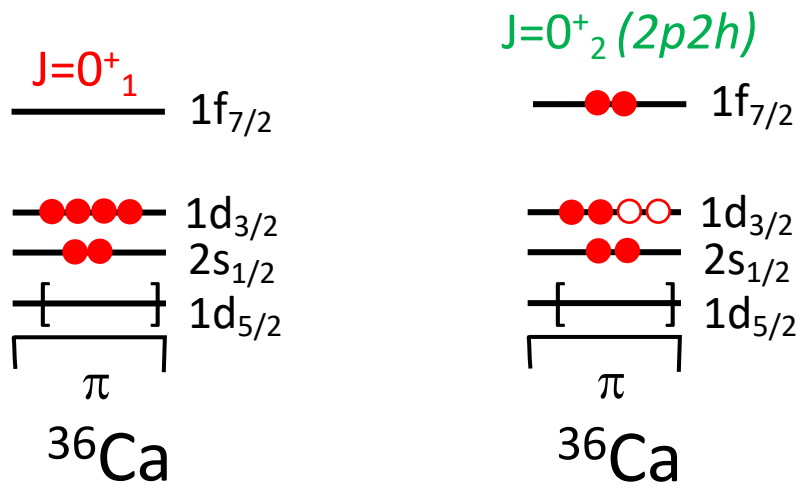 J=0⁺₁
1f₇/₂
1d₃/₂
2s₁/₂
[ ] 1d₅/₂
π
³⁶Ca
J=0⁺₂ (2p2h)
1f₇/₂
1d₃/₂
2s₁/₂
[ ] 1d₅/₂
π
³⁶Ca